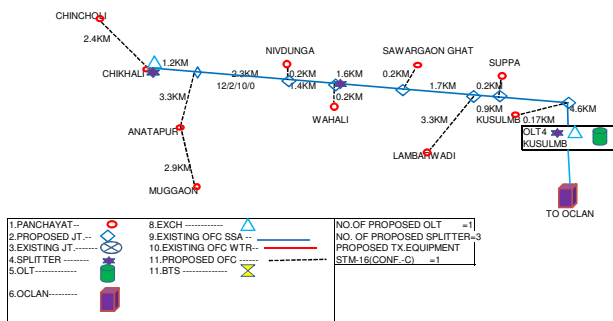 CHINCHOLI
2.4KM
CHIKHALI
1.2KM
NIVDUNGA
SAWARGAON GHAT
SUPPA
2.3KM
0.2KM
1.6KM
0.2KM
1.7KM
0.2KM
12/2/10/0
1.4KM
0.2KM
3.3KM
WAHALI
0.9KM
4.6KM
KUSULMB
0.17KM
3.3KM
ANATAPUR
OLT4
KUSULMB
LAMBARWADI
2.9KM
MUGGAON
TO OCLAN
1.PANCHAYAT--
2.PROPOSED JT.--
3.EXISTING JT.-------
4.SPLITTER -------
5.OLT------------
6.OCLAN---------
8.EXCH -----------
9.EXISTING OFC SSA --
10.EXISTING OFC WTR--
11.PROPOSED OFC ------
11.BTS -------------
NO.OF PROPOSED OLT =1
NO. OF PROPOSED SPLITTER=3
PROPOSED TX.EQUIPMENT
STM-16(CONF.-C) =1